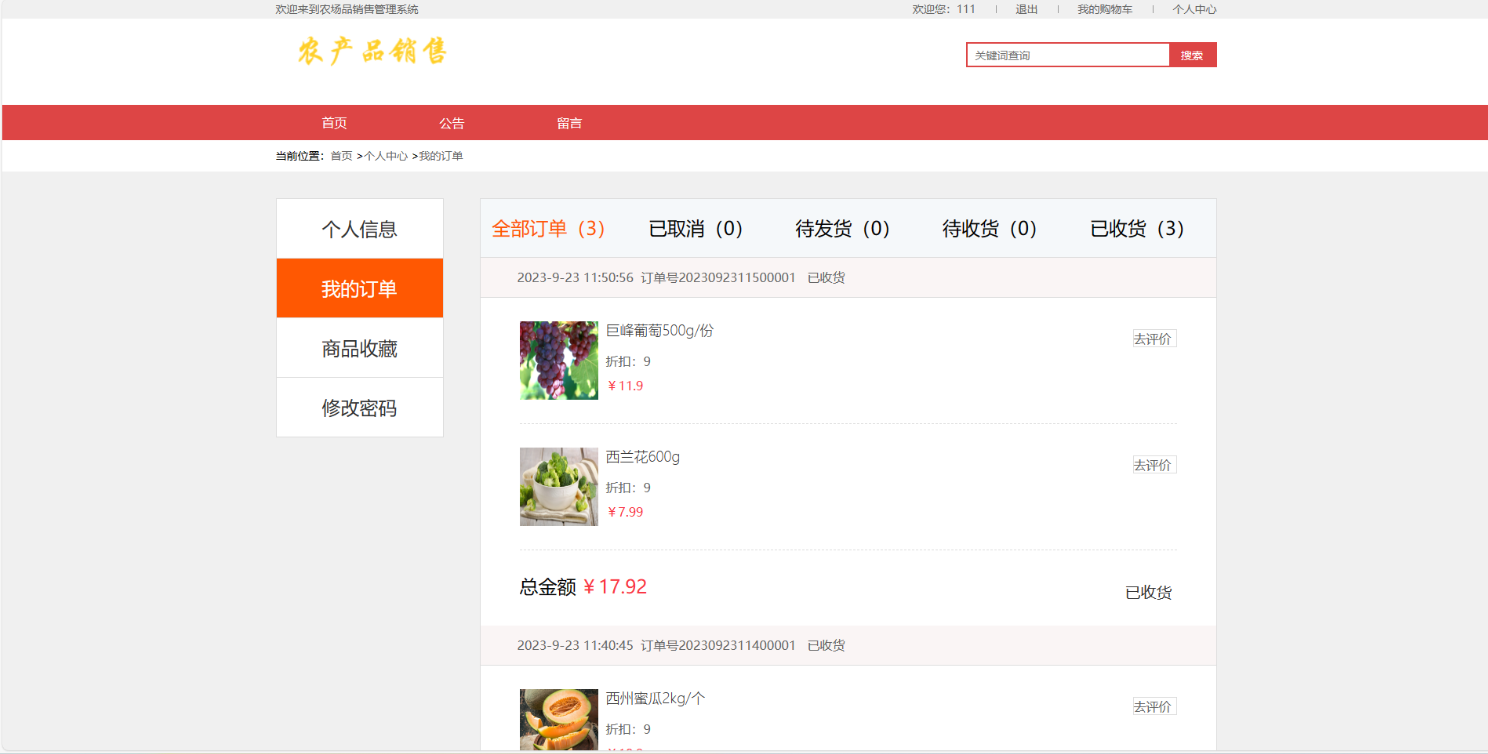 欢迎来到农场品销售管理系统
欢迎您：111 | 退出 | 我的购物车 | 个人中心
农产品销售
关键词查询 搜索
首页 公告 留言
当前位置：首页 >个人中心 >我的订单
个人信息
我的订单
商品收藏
修改密码
全部订单（3） 已取消（0） 待发货（0） 待收货（0） 已收货（3）
2023-9-23 11:50:56 订单号2023092311500001 已收货
巨峰葡萄500g/份
去评价
折扣：9
￥11.9
西兰花600g
去评价
折扣：9
￥7.99
总金额 ￥17.92
已收货
2023-9-23 11:40:45 订单号2023092311400001 已收货
西州蜜瓜2kg/个
去评价
折扣：9